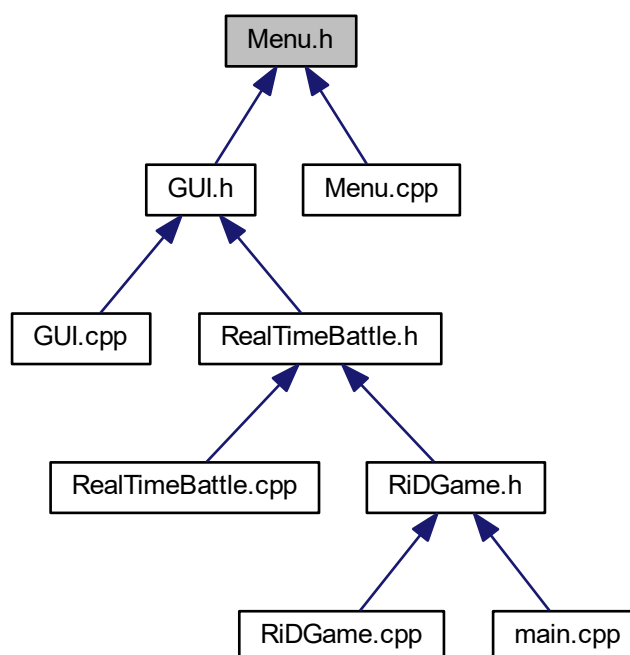 Menu.h
GUI.h
Menu.cpp
GUI.cpp
RealTimeBattle.h
RealTimeBattle.cpp
RiDGame.h
RiDGame.cpp
main.cpp